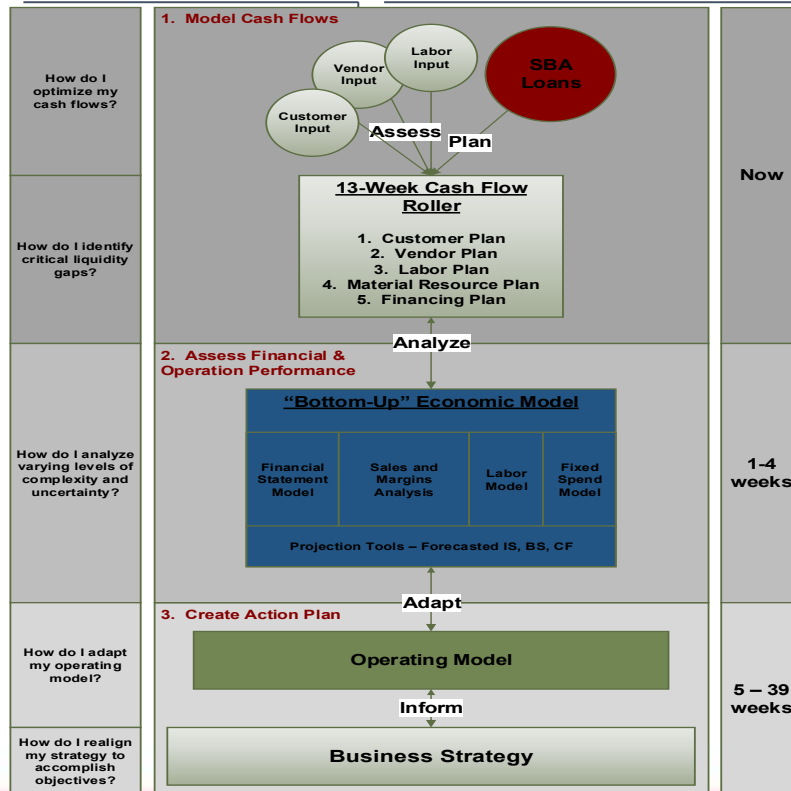 1. Model Cash Flows
How do I
optimize my
cash flows?
Customer
Input
Vendor
Input
Labor
Input
SBA
Loans
Assess
Plan
Now
How do I identify
critical liquidity
gaps?
13-Week Cash Flow
Roller
1. Customer Plan
2. Vendor Plan
3. Labor Plan
4. Material Resource Plan
5. Financing Plan
Analyze
2. Assess Financial &
Operation Performance
How do I analyze
varying levels of
complexity and
uncertainty?
“Bottom-Up” Economic Model
Financial
Statement
Model
Sales and
Margins
Analysis
Labor
Model
Fixed
Spend
Model
Projection Tools – Forecasted IS, BS, CF
1-4
weeks
Adapt
3. Create Action Plan
How do I adapt
my operating
model?
Operating Model
Inform
5 – 39
weeks
How do I realign
my strategy to
accomplish
objectives?
Business Strategy